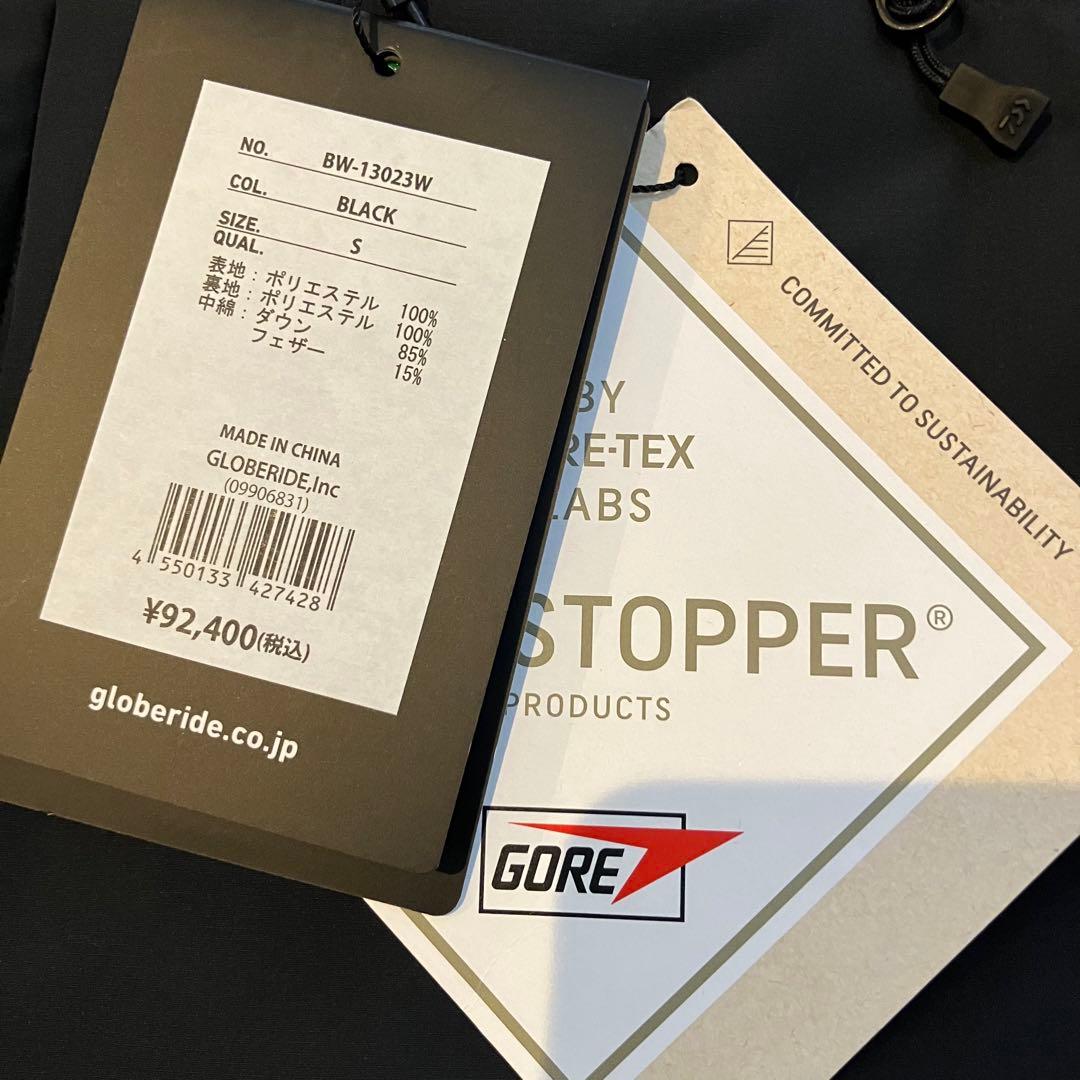 NO. BW-13023W
COL. BLACK
SIZE. S
QUAL.
表地：ポリエステル 100%
裏地：ポリエステル 100%
中綿：ダウン 85%
フェザー 15%
MADE IN CHINA
GLOBERIDE,Inc
(09906831)
4 550133 427428
¥92,400(税込)
globeride.co.jp
COMMITTED TO SUSTAINABILITY
BY
RE-TEX
LABS
STOPPER®
PRODUCTS
GORE